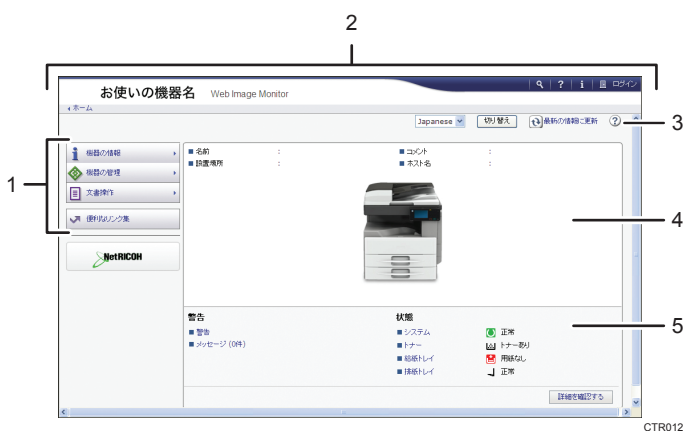 2
お使いの機器名 Web Image Monitor
ログイン
ホーム
Japanese 切り替え 最新の情報に更新
3
1
機器の情報
機器の管理
文書操作
便利なリンク集
NetRICOH
名前 : コメント :
設置場所 : ホスト名 :
4
警告 状態
警告 システム 正常
メッセージ (0件) トナー トナーあり
給紙トレイ 用紙なし
排紙トレイ 正常
5
詳細を確認する
CTR012